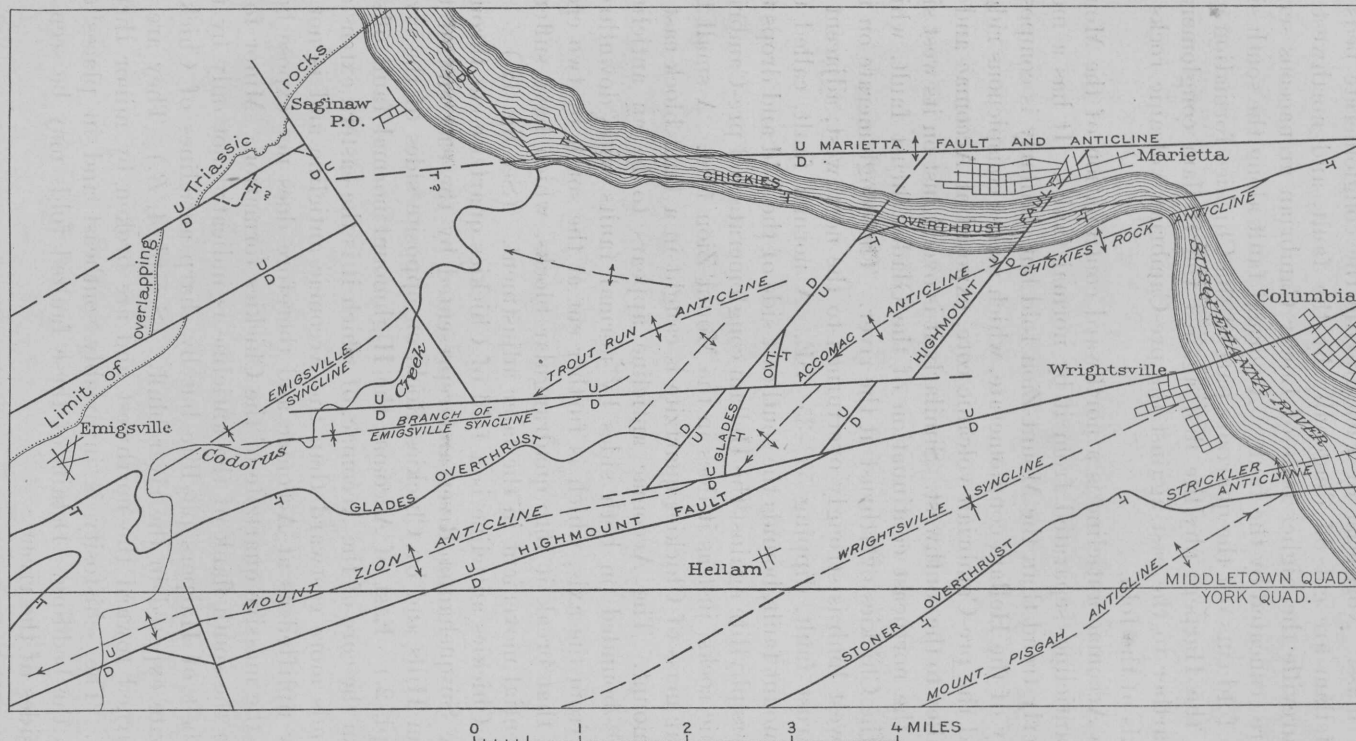 Triassic rocks
Saginaw
P.O.
U
D
U
D
MARIETTA FAULT AND ANTICLINE
Marietta
CHICKIES
OVERTHRUST
T
T?
T?
U
D
U
D
FAULT
CHICKIES ROCK ANTICLINE
SUSQUEHANNA RIVER
Columbia
Limit of overlapping
U
D
TROUT RUN ANTICLINE
ACCOMAC ANTICLINE
HIGHMOUNT
U
D
D
U
OVT.
T
EMIGSVILLE
SYNCLINE
Creek
Wrightsville
U
D
U
D
BRANCH OF
EMIGSVILLE SYNCLINE
Emigsville
Codorus
GLADES OVERTHRUST
U
D
GLADES
T
U
D
U
D
U
D
WRIGHTSVILLE SYNCLINE
STRICKLER
ANTICLINE
MOUNT ZION ANTICLINE
HIGHMOUNT FAULT
U
D
Hellam
STONER OVERTHRUST
T
MOUNT PISGAH ANTICLINE
MIDDLETOWN QUAD.
YORK QUAD.
U
D
U
D
0 1 2 3 4 MILES